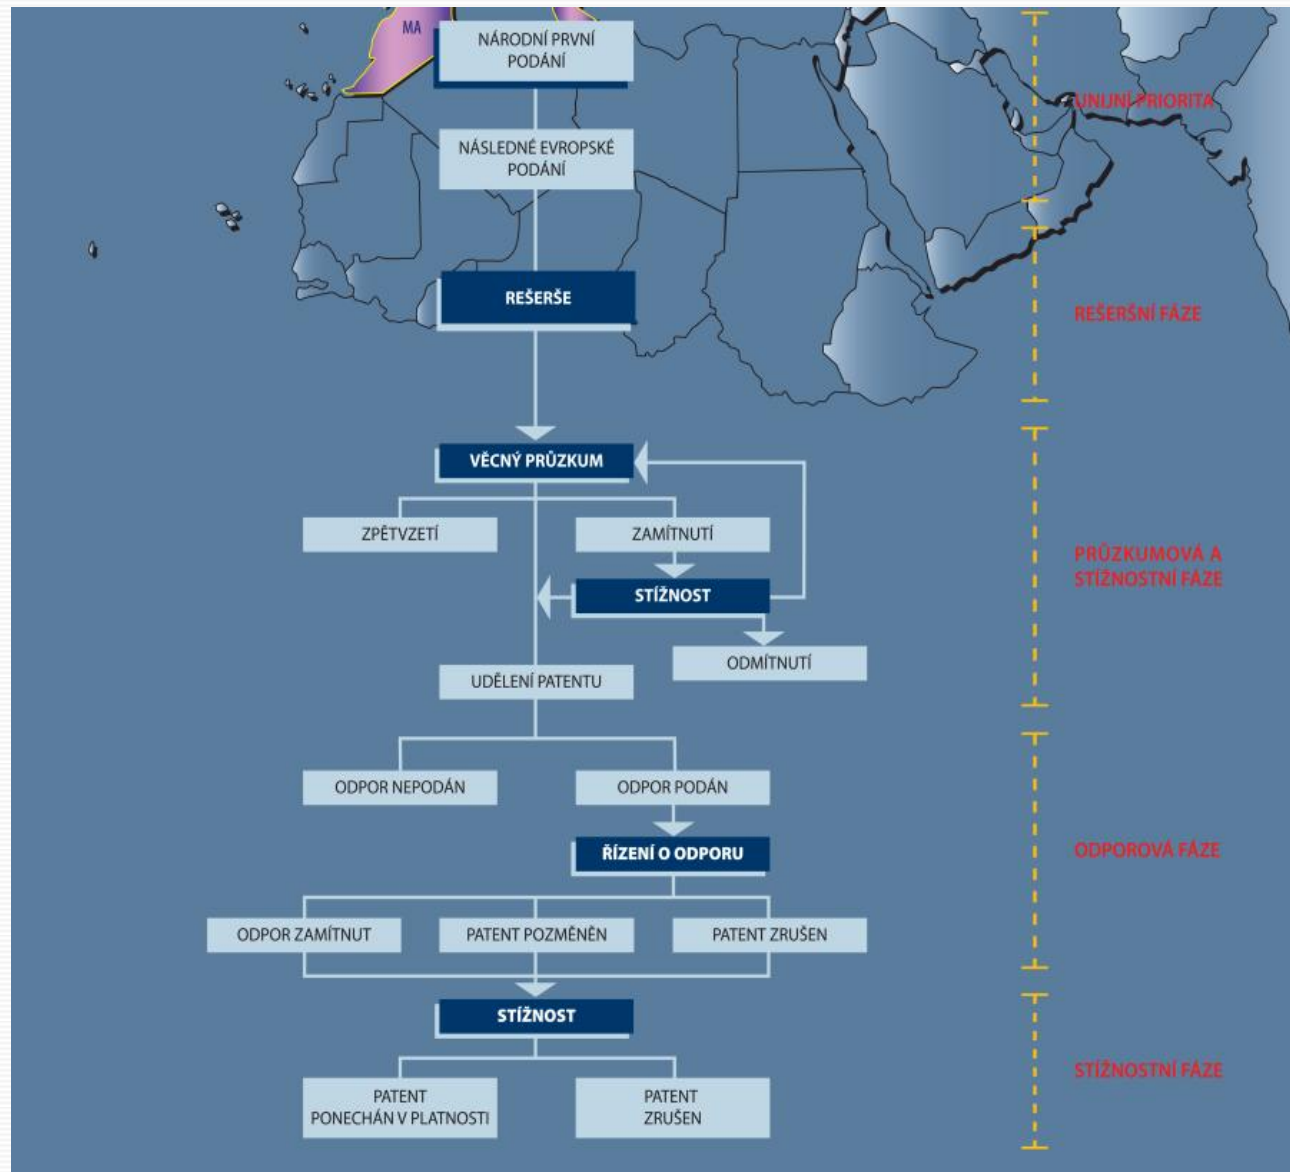 MA
NÁRODNÍ PRVNÍ
PODÁNÍ
UNIJNÍ PRIORITA
NÁSLEDNÉ EVROPSKÉ
PODÁNÍ
REŠERŠE
REŠERŠNÍ FÁZE
VĚCNÝ PRŮZKUM
ZPĚTVZETÍ
ZAMÍTNUTÍ
PRŮZKUMOVÁ A
STÍŽNOSTNÍ FÁZE
STÍŽNOST
ODMÍTNUTÍ
UDĚLENÍ PATENTU
ODPOR NEPODÁN
ODPOR PODÁN
ŘÍZENÍ O ODPORU
ODPOROVÁ FÁZE
ODPOR ZAMÍTNUT
PATENT POZMĚNĚN
PATENT ZRUŠEN
STÍŽNOST
STÍŽNOSTNÍ FÁZE
PATENT
PONECHÁN V PLATNOSTI
PATENT
ZRUŠEN